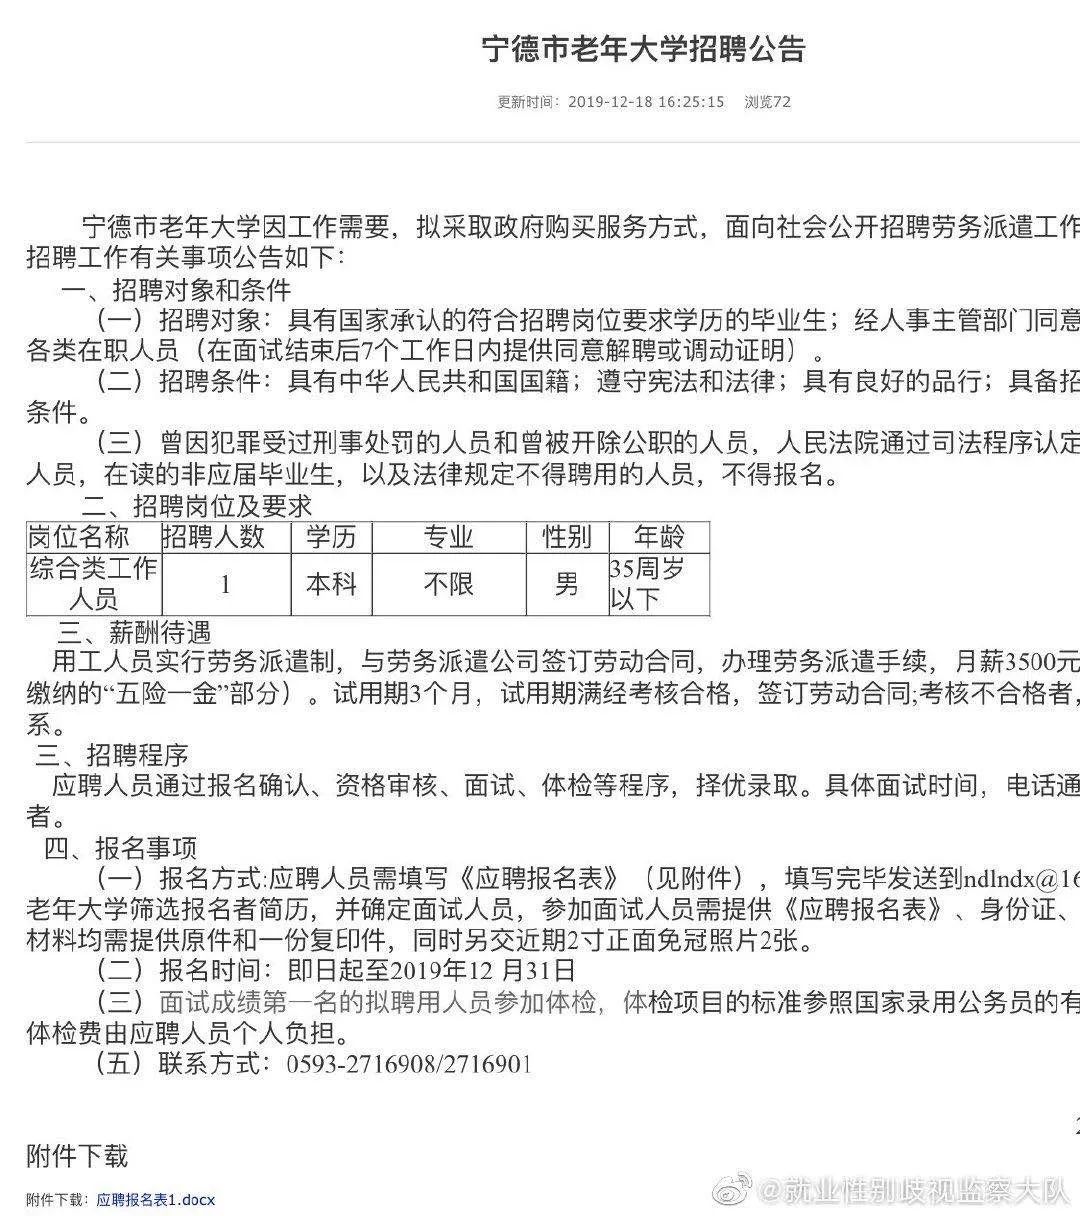 宁德市老年大学招聘公告
更新时间：2019-12-18 16:25:15 浏览72
宁德市老年大学因工作需要，拟采取政府购买服务方式，面向社会公开招聘劳务派遣工作
招聘工作有关事项公告如下：
一、招聘对象和条件
（一）招聘对象：具有国家承认的符合招聘岗位要求学历的毕业生；经人事主管部门同意
各类在职人员（在面试结束后7个工作日内提供同意解聘或调动证明）。
（二）招聘条件：具有中华人民共和国国籍；遵守宪法和法律；具有良好的品行；具备招
条件。
（三）曾因犯罪受过刑事处罚的人员和曾被开除公职的人员，人民法院通过司法程序认定
人员，在读的非应届毕业生，以及法律规定不得聘用的人员，不得报名。
二、招聘岗位及要求
岗位名称 招聘人数 学历 专业 性别 年龄
综合类工作人员 1 本科 不限 男 35周岁以下
三、薪酬待遇
用工人员实行劳务派遣制，与劳务派遣公司签订劳动合同，办理劳务派遣手续，月薪3500元
缴纳的“五险一金”部分）。试用期3个月，试用期满经考核合格，签订劳动合同;考核不合格者，
系。
三、招聘程序
应聘人员通过报名确认、资格审核、面试、体检等程序，择优录取。具体面试时间，电话通
者。
四、报名事项
（一）报名方式:应聘人员需填写《应聘报名表》（见附件），填写完毕发送到ndlndx@16
老年大学筛选报名者简历，并确定面试人员，参加面试人员需提供《应聘报名表》、身份证、
材料均需提供原件和一份复印件，同时另交近期2寸正面免冠照片2张。
（二）报名时间：即日起至2019年12 月31日
（三）面试成绩第一名的拟聘用人员参加体检，体检项目的标准参照国家录用公务员的有
体检费由应聘人员个人负担。
（五）联系方式：0593-2716908/2716901
2
附件下载
附件下载：应聘报名表1.docx
@就业性别歧视监察大队